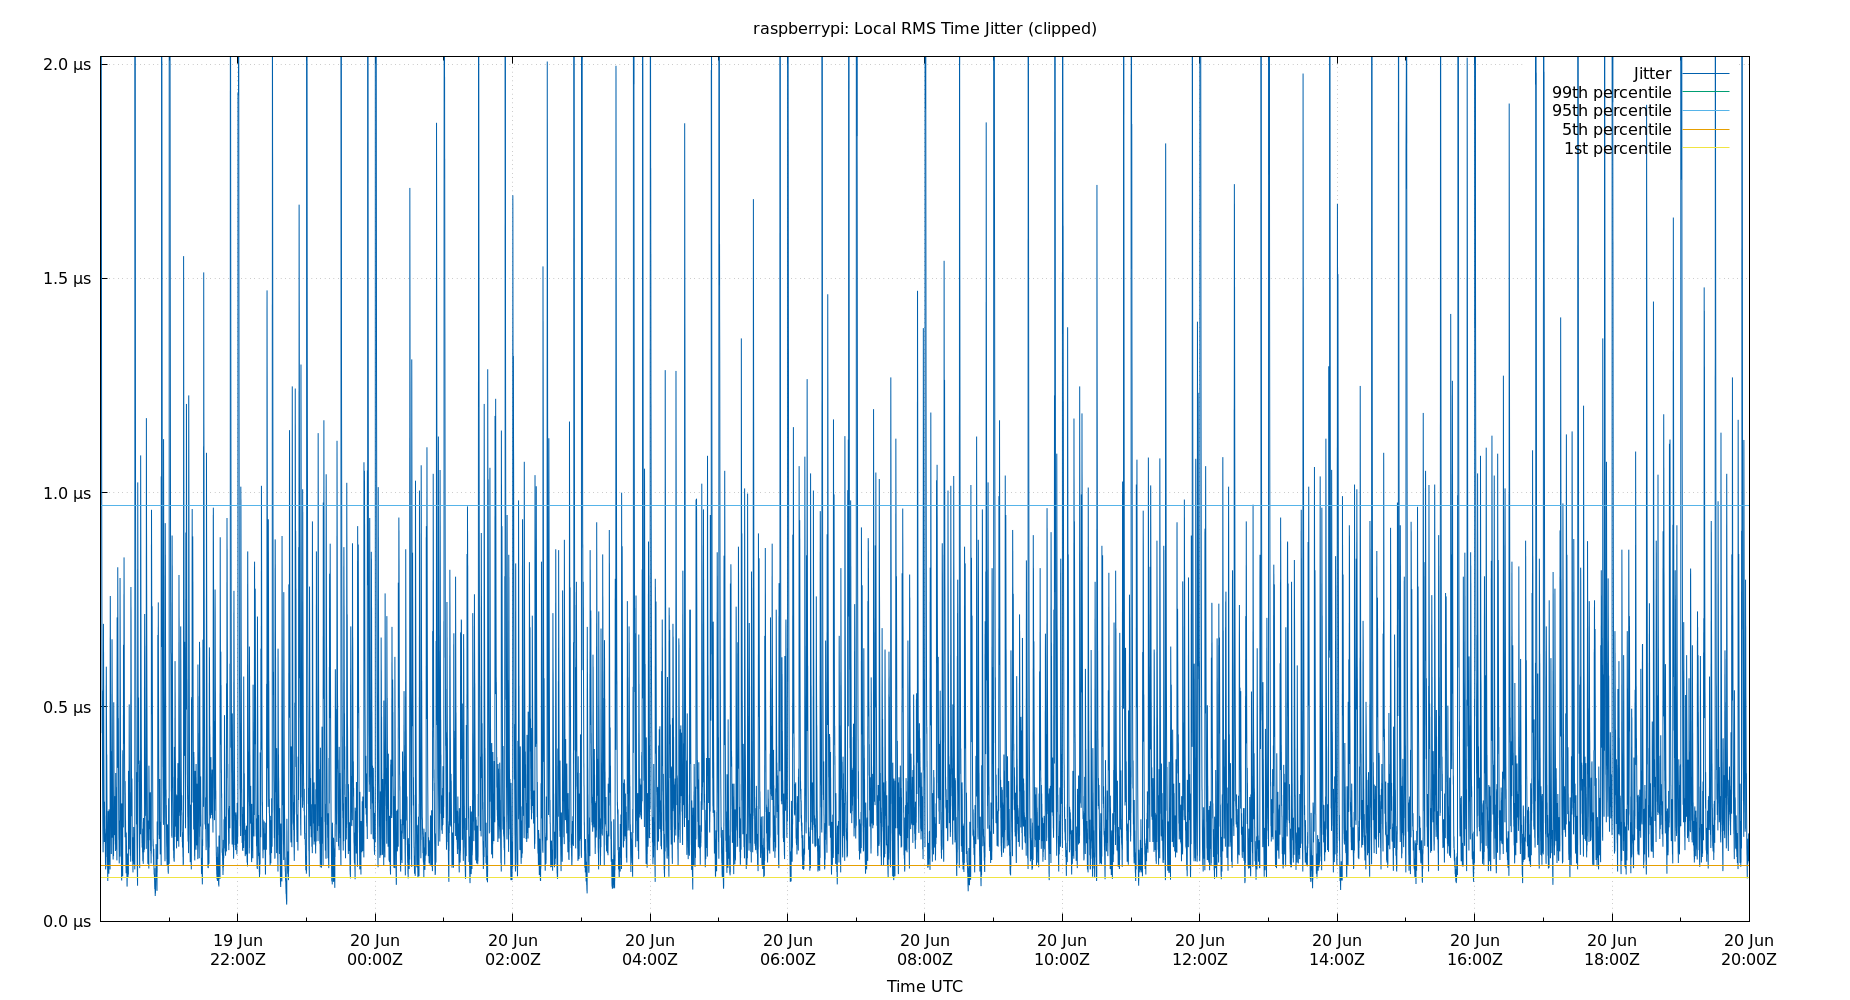 raspberrypi: Local RMS Time Jitter (clipped)
2.0 µs
1.5 µs
1.0 µs
0.5 µs
0.0 µs
Jitter
99th percentile
95th percentile
5th percentile
1st percentile
19 Jun
22:00Z
20 Jun
00:00Z
20 Jun
02:00Z
20 Jun
04:00Z
20 Jun
06:00Z
20 Jun
08:00Z
20 Jun
10:00Z
20 Jun
12:00Z
20 Jun
14:00Z
20 Jun
16:00Z
20 Jun
18:00Z
20 Jun
20:00Z
Time UTC